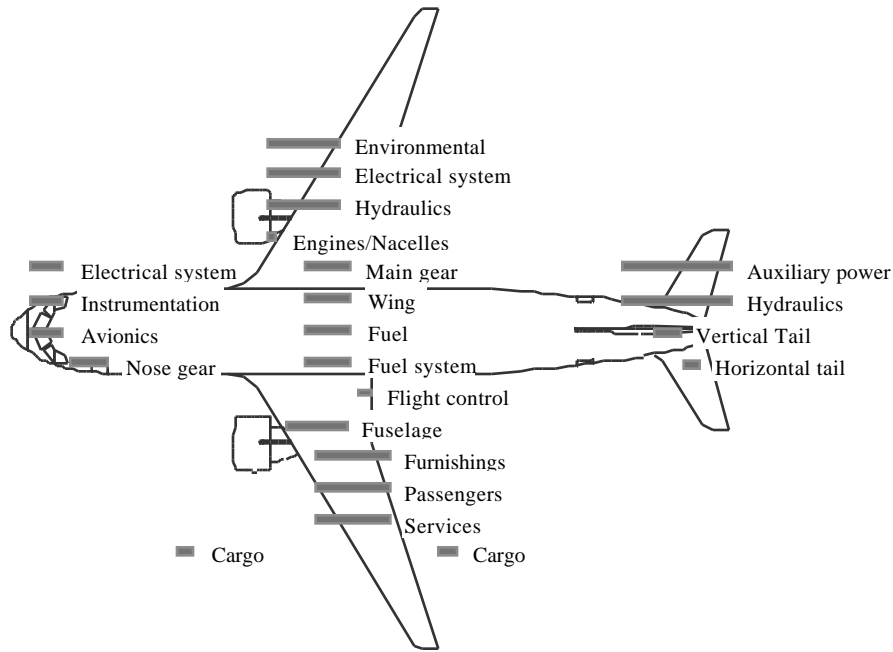 Environmental
Electrical system
Hydraulics
Engines/Nacelles
Electrical system
Main gear
Auxiliary power
Instrumentation
Wing
Hydraulics
Avionics
Fuel
Vertical Tail
Nose gear
Fuel system
Horizontal tail
Flight control
Fuselage
Furnishings
Passengers
Services
Cargo
Cargo